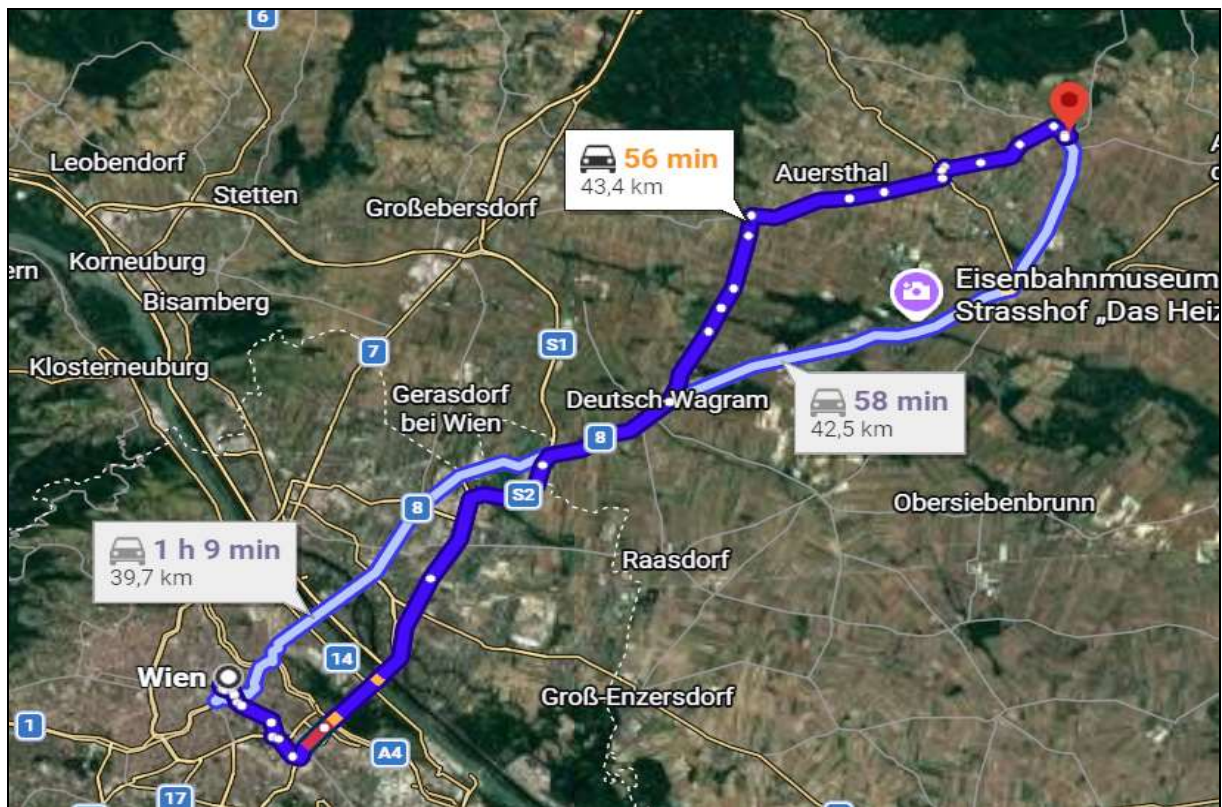 6
Leobendorf
Stetten
56 min
43,4 km
Auersthal
A
d
Großebersdorf
ern
Korneuburg
Bisamberg
Eisenbahnmuseum
Strasshof „Das Heiz
S1
7
Klosterneuburg
Gerasdorf
bei Wien
Deutsch-Wagram
58 min
42,5 km
8
S2
8
Obersiebenbrunn
1 h 9 min
39,7 km
Raasdorf
14
Wien
Groß-Enzersdorf
1
A4
17